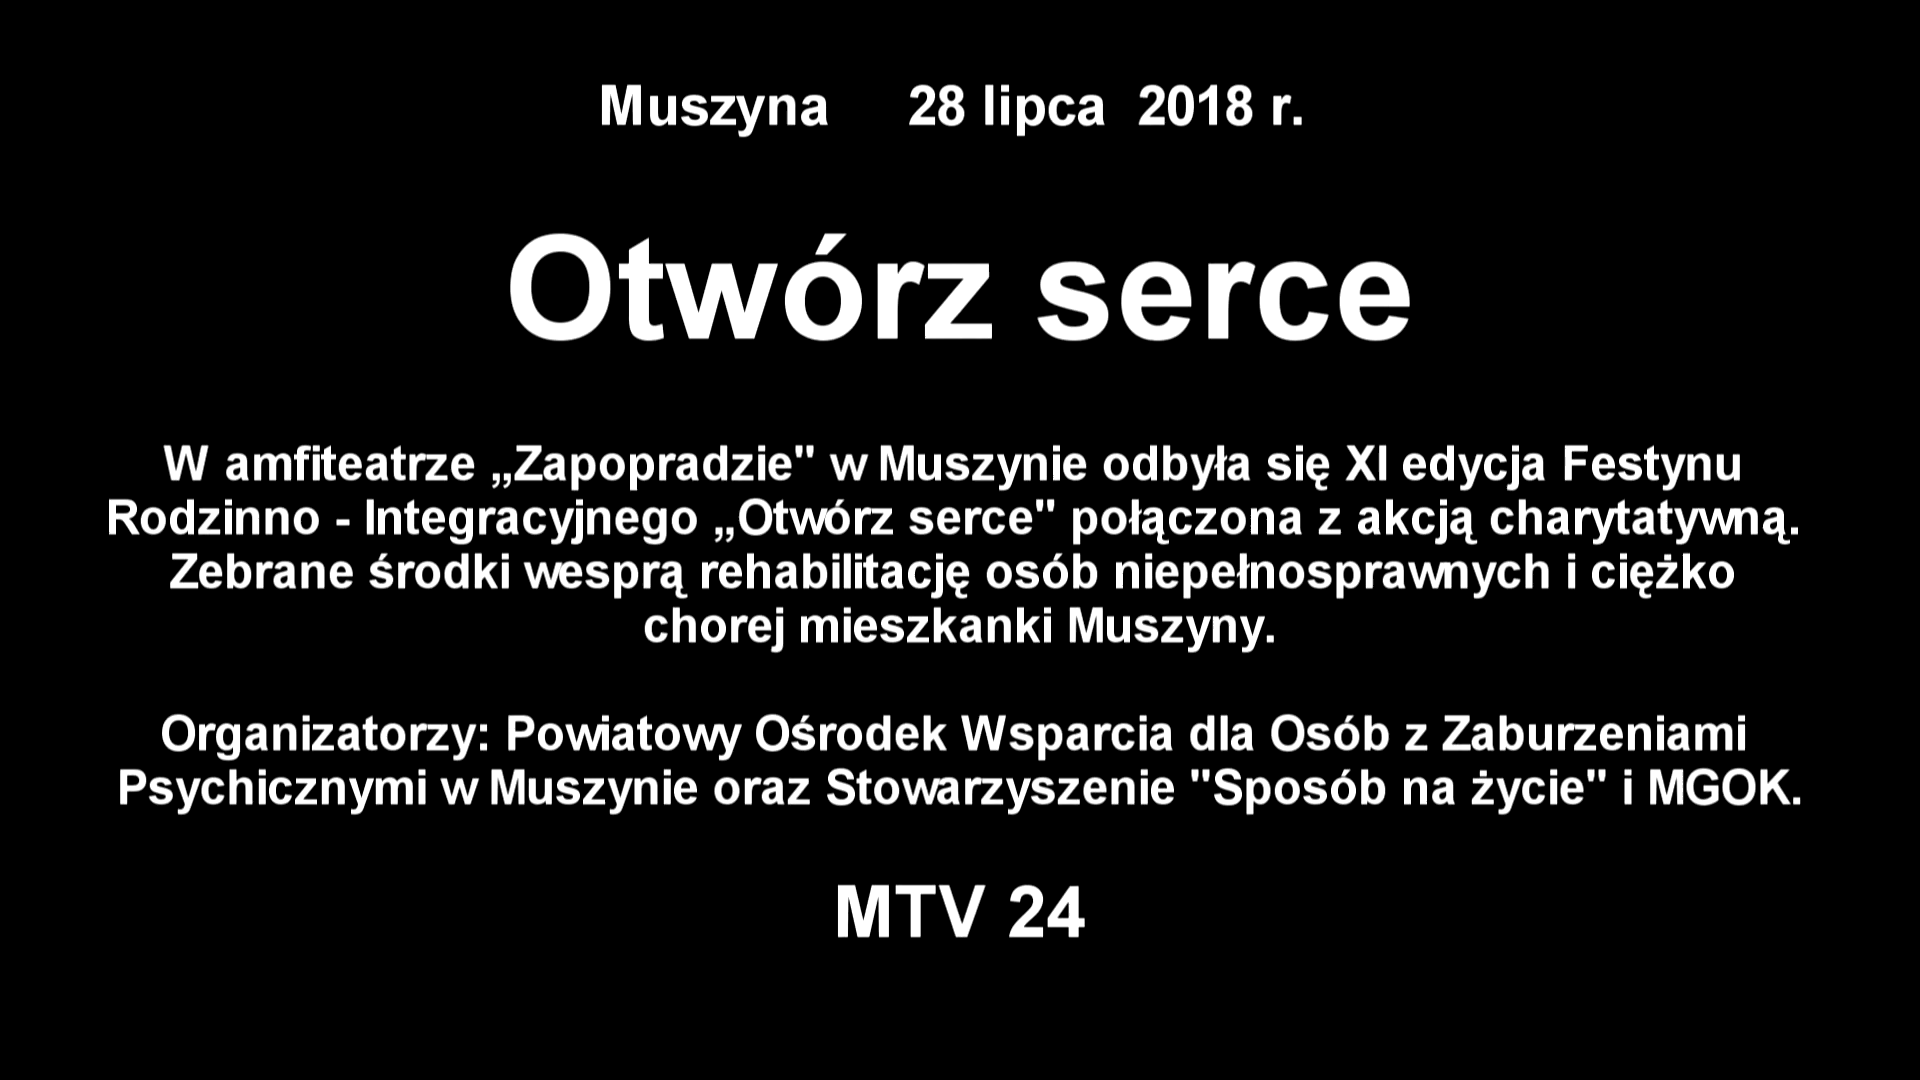 Muszyna 28 lipca 2018 r.
Otwórz serce
W amfiteatrze „Zapopradzie" w Muszynie odbyła się XI edycja Festynu
Rodzinno - Integracyjnego „Otwórz serce" połączona z akcją charytatywną.
Zebrane środki wesprą rehabilitację osób niepełnosprawnych i ciężko
chorej mieszkanki Muszyny.
Organizatorzy: Powiatowy Ośrodek Wsparcia dla Osób z Zaburzeniami
Psychicznymi w Muszynie oraz Stowarzyszenie "Sposób na życie" i MGOK.
MTV 24